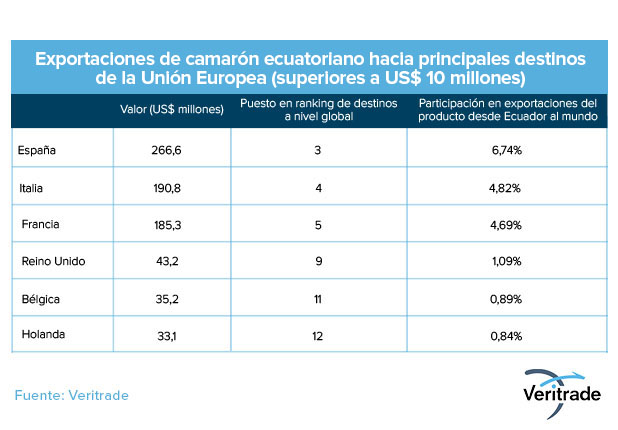 Exportaciones de camarón ecuatoriano hacia principales destinos
de la Unión Europea (superiores a US$ 10 millones)
Valor (US$ millones) Puesto en ranking de destinos a nivel global Participación en exportaciones del producto desde Ecuador al mundo
España 266,6 3 6,74%
Italia 190,8 4 4,82%
Francia 185,3 5 4,69%
Reino Unido 43,2 9 1,09%
Bélgica 35,2 11 0,89%
Holanda 33,1 12 0,84%
Fuente: Veritrade
Veritrade